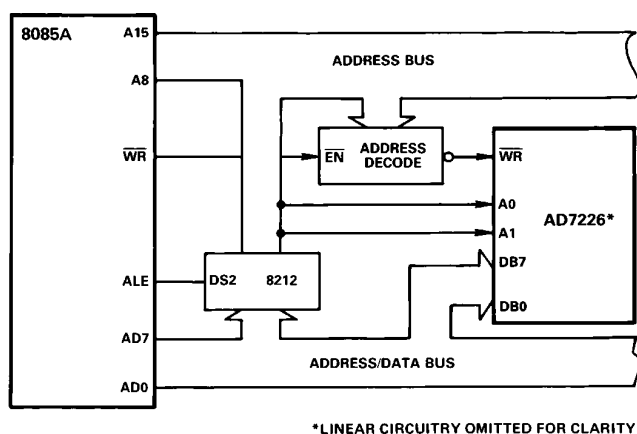 8085A
A15
ADDRESS BUS
A8
WR
EN
ADDRESS
DECODE
WR
A0
A1
AD7226*
DB7
ALE
DS2 8212
DB0
AD7
ADDRESS/DATA BUS
AD0
*LINEAR CIRCUITRY OMITTED FOR CLARITY